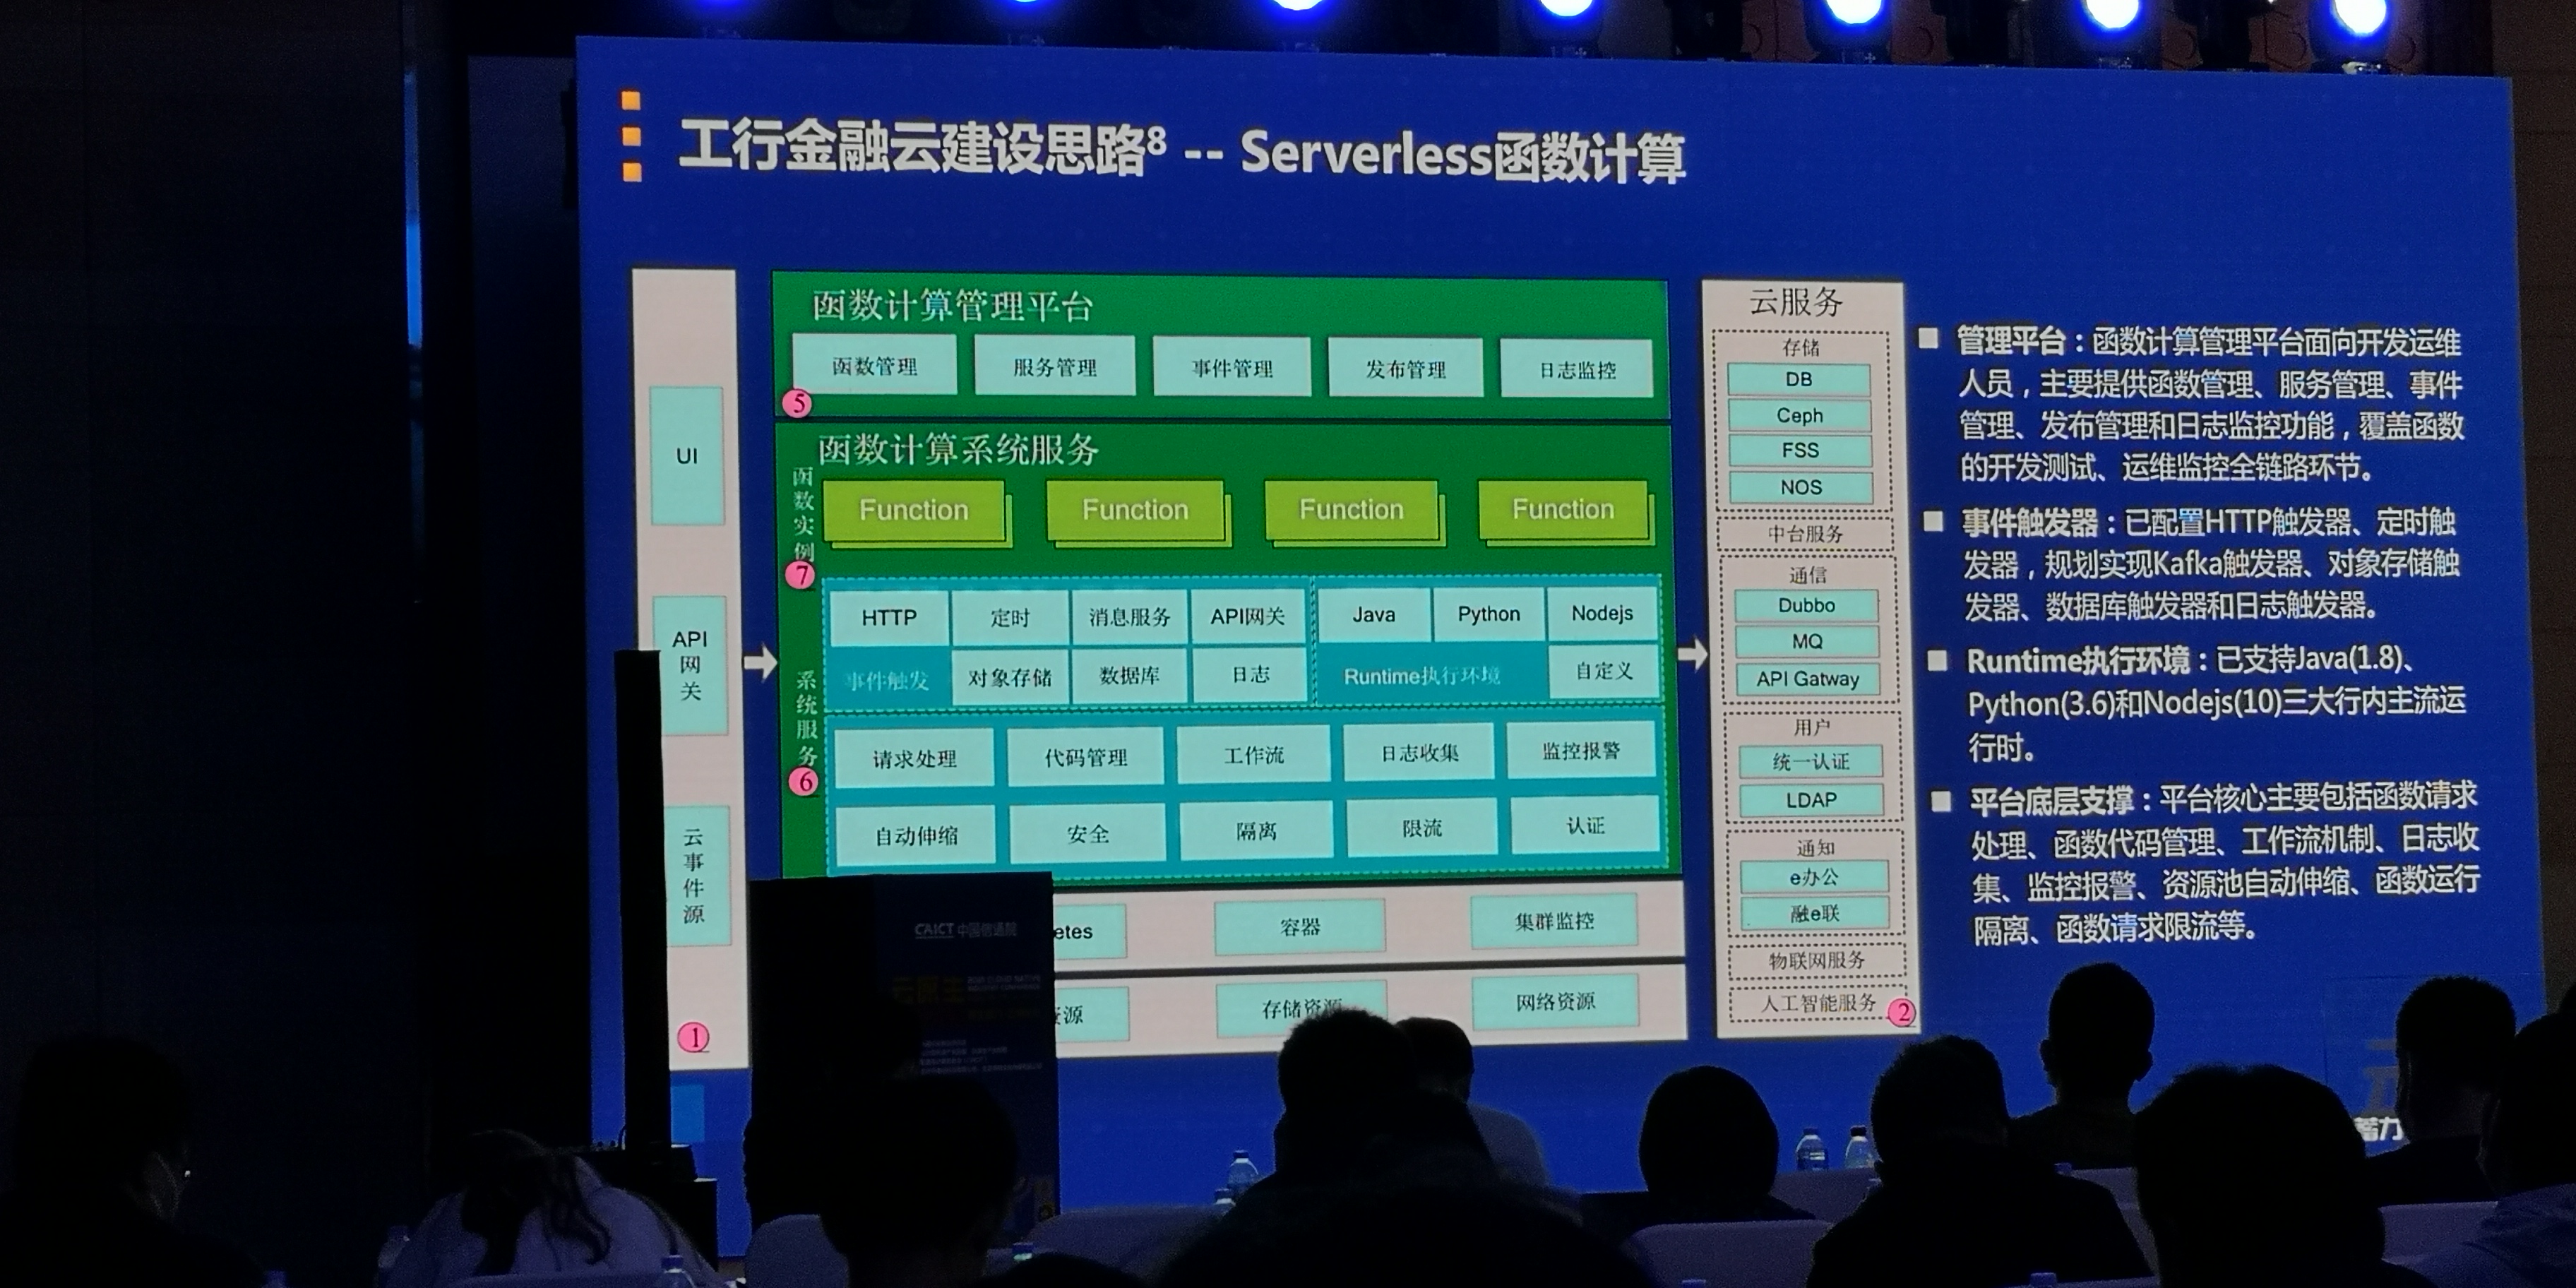 工行金融云建设思路8 -- Serverless函数计算
UI
API
网
关
云
事
件
源
1
函数计算管理平台
函数管理
服务管理
事件管理
发布管理
日志监控
5
函数计算系统服务
函
数
实
例
7
Function
Function
Function
Function
HTTP
定时
消息服务
API网关
Java
Python
Nodejs
事件触发
对象存储
数据库
日志
Runtime执行环境
自定义
系
统
服
务
6
请求处理
代码管理
工作流
日志收集
监控报警
自动伸缩
安全
隔离
限流
认证
etes
容器
集群监控
源
存储资源
网络资源
云服务
存储
DB
Ceph
FSS
NOS
中台服务
通信
Dubbo
MQ
API Gatway
用户
统一认证
LDAP
通知
e办公
融e联
物联网服务
人工智能服务
2
管理平台：函数计算管理平台面向开发运维
人员，主要提供函数管理、服务管理、事件
管理、发布管理和日志监控功能，覆盖函数
的开发测试、运维监控全链路环节。
事件触发器：已配置HTTP触发器、定时触
发器，规划实现Kafka触发器、对象存储触
发器、数据库触发器和日志触发器。
Runtime执行环境：已支持Java(1.8)、
Python(3.6)和Nodejs(10)三大行内主流运
行时。
平台底层支撑：平台核心主要包括函数请求
处理、函数代码管理、工作流机制、日志收
集、监控报警、资源池自动伸缩、函数运行
隔离、函数请求限流等。
CAICT 中国信通院
云原生
蓄力